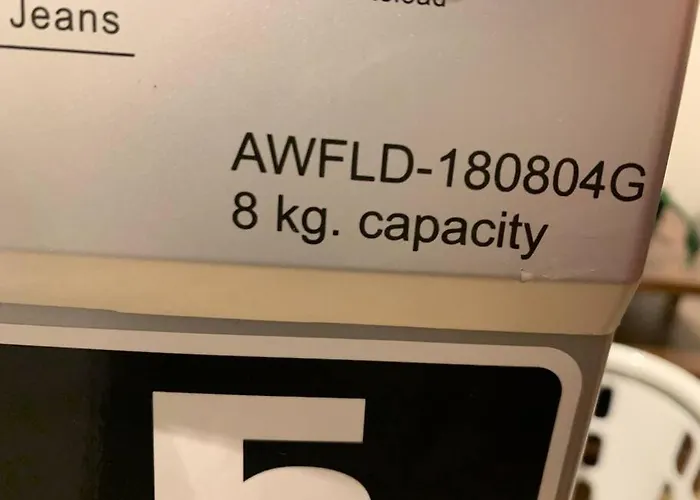 Jeans
AWFLD-180804G
8 kg. capacity
5